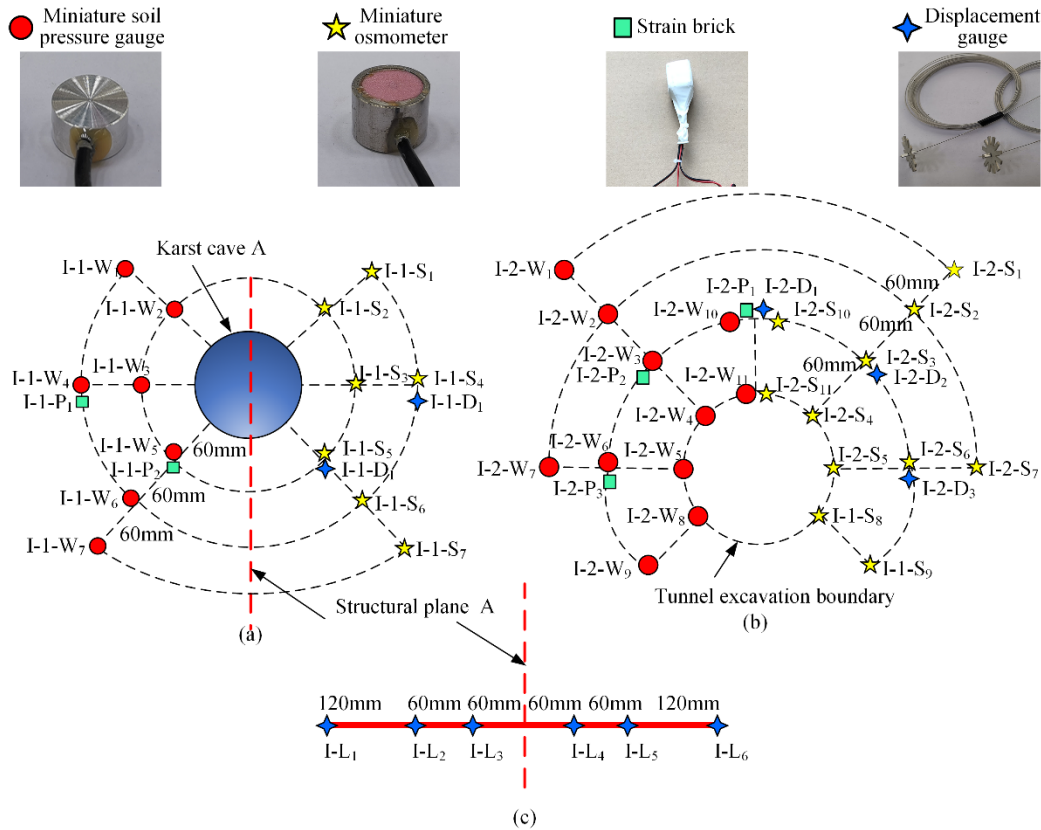 Miniature soil
pressure gauge
Miniature
osmometer
Strain brick
Displacement
gauge
Karst cave A
I-1-W₁
I-1-S₁
I-1-W₂
I-1-S₂
I-1-W₃
I-1-S₃
I-1-W₄
I-1-S₄
I-1-P₁
I-1-D₁
I-1-W₅
I-1-S₅
I-1-P₂
60mm
I-1-D₁
60mm
I-1-W₆
I-1-S₆
60mm
I-1-W₇
I-1-S₇
Structural plane A
(a)
I-2-W₁
I-2-S₁
I-2-P₁
I-2-D₁
60mm
I-2-S₂
I-2-W₂
I-2-W₁₀
I-2-S₁₀
60mm
I-2-W₃
I-2-S₃
I-2-P₂
60mm
I-2-D₂
I-2-W₁₁
I-2-S₁₁
I-2-W₄
I-2-S₄
I-2-W₆
I-2-W₅
I-2-S₅
I-2-S₆
I-2-W₇
I-2-S₇
I-2-P₃
I-2-D₃
I-2-W₈
I-1-S₈
I-2-W₉
I-1-S₉
Tunnel excavation boundary
(b)
120mm
60mm
60mm
60mm
60mm
120mm
I-L₁
I-L₂
I-L₃
I-L₄
I-L₅
I-L₆
(c)